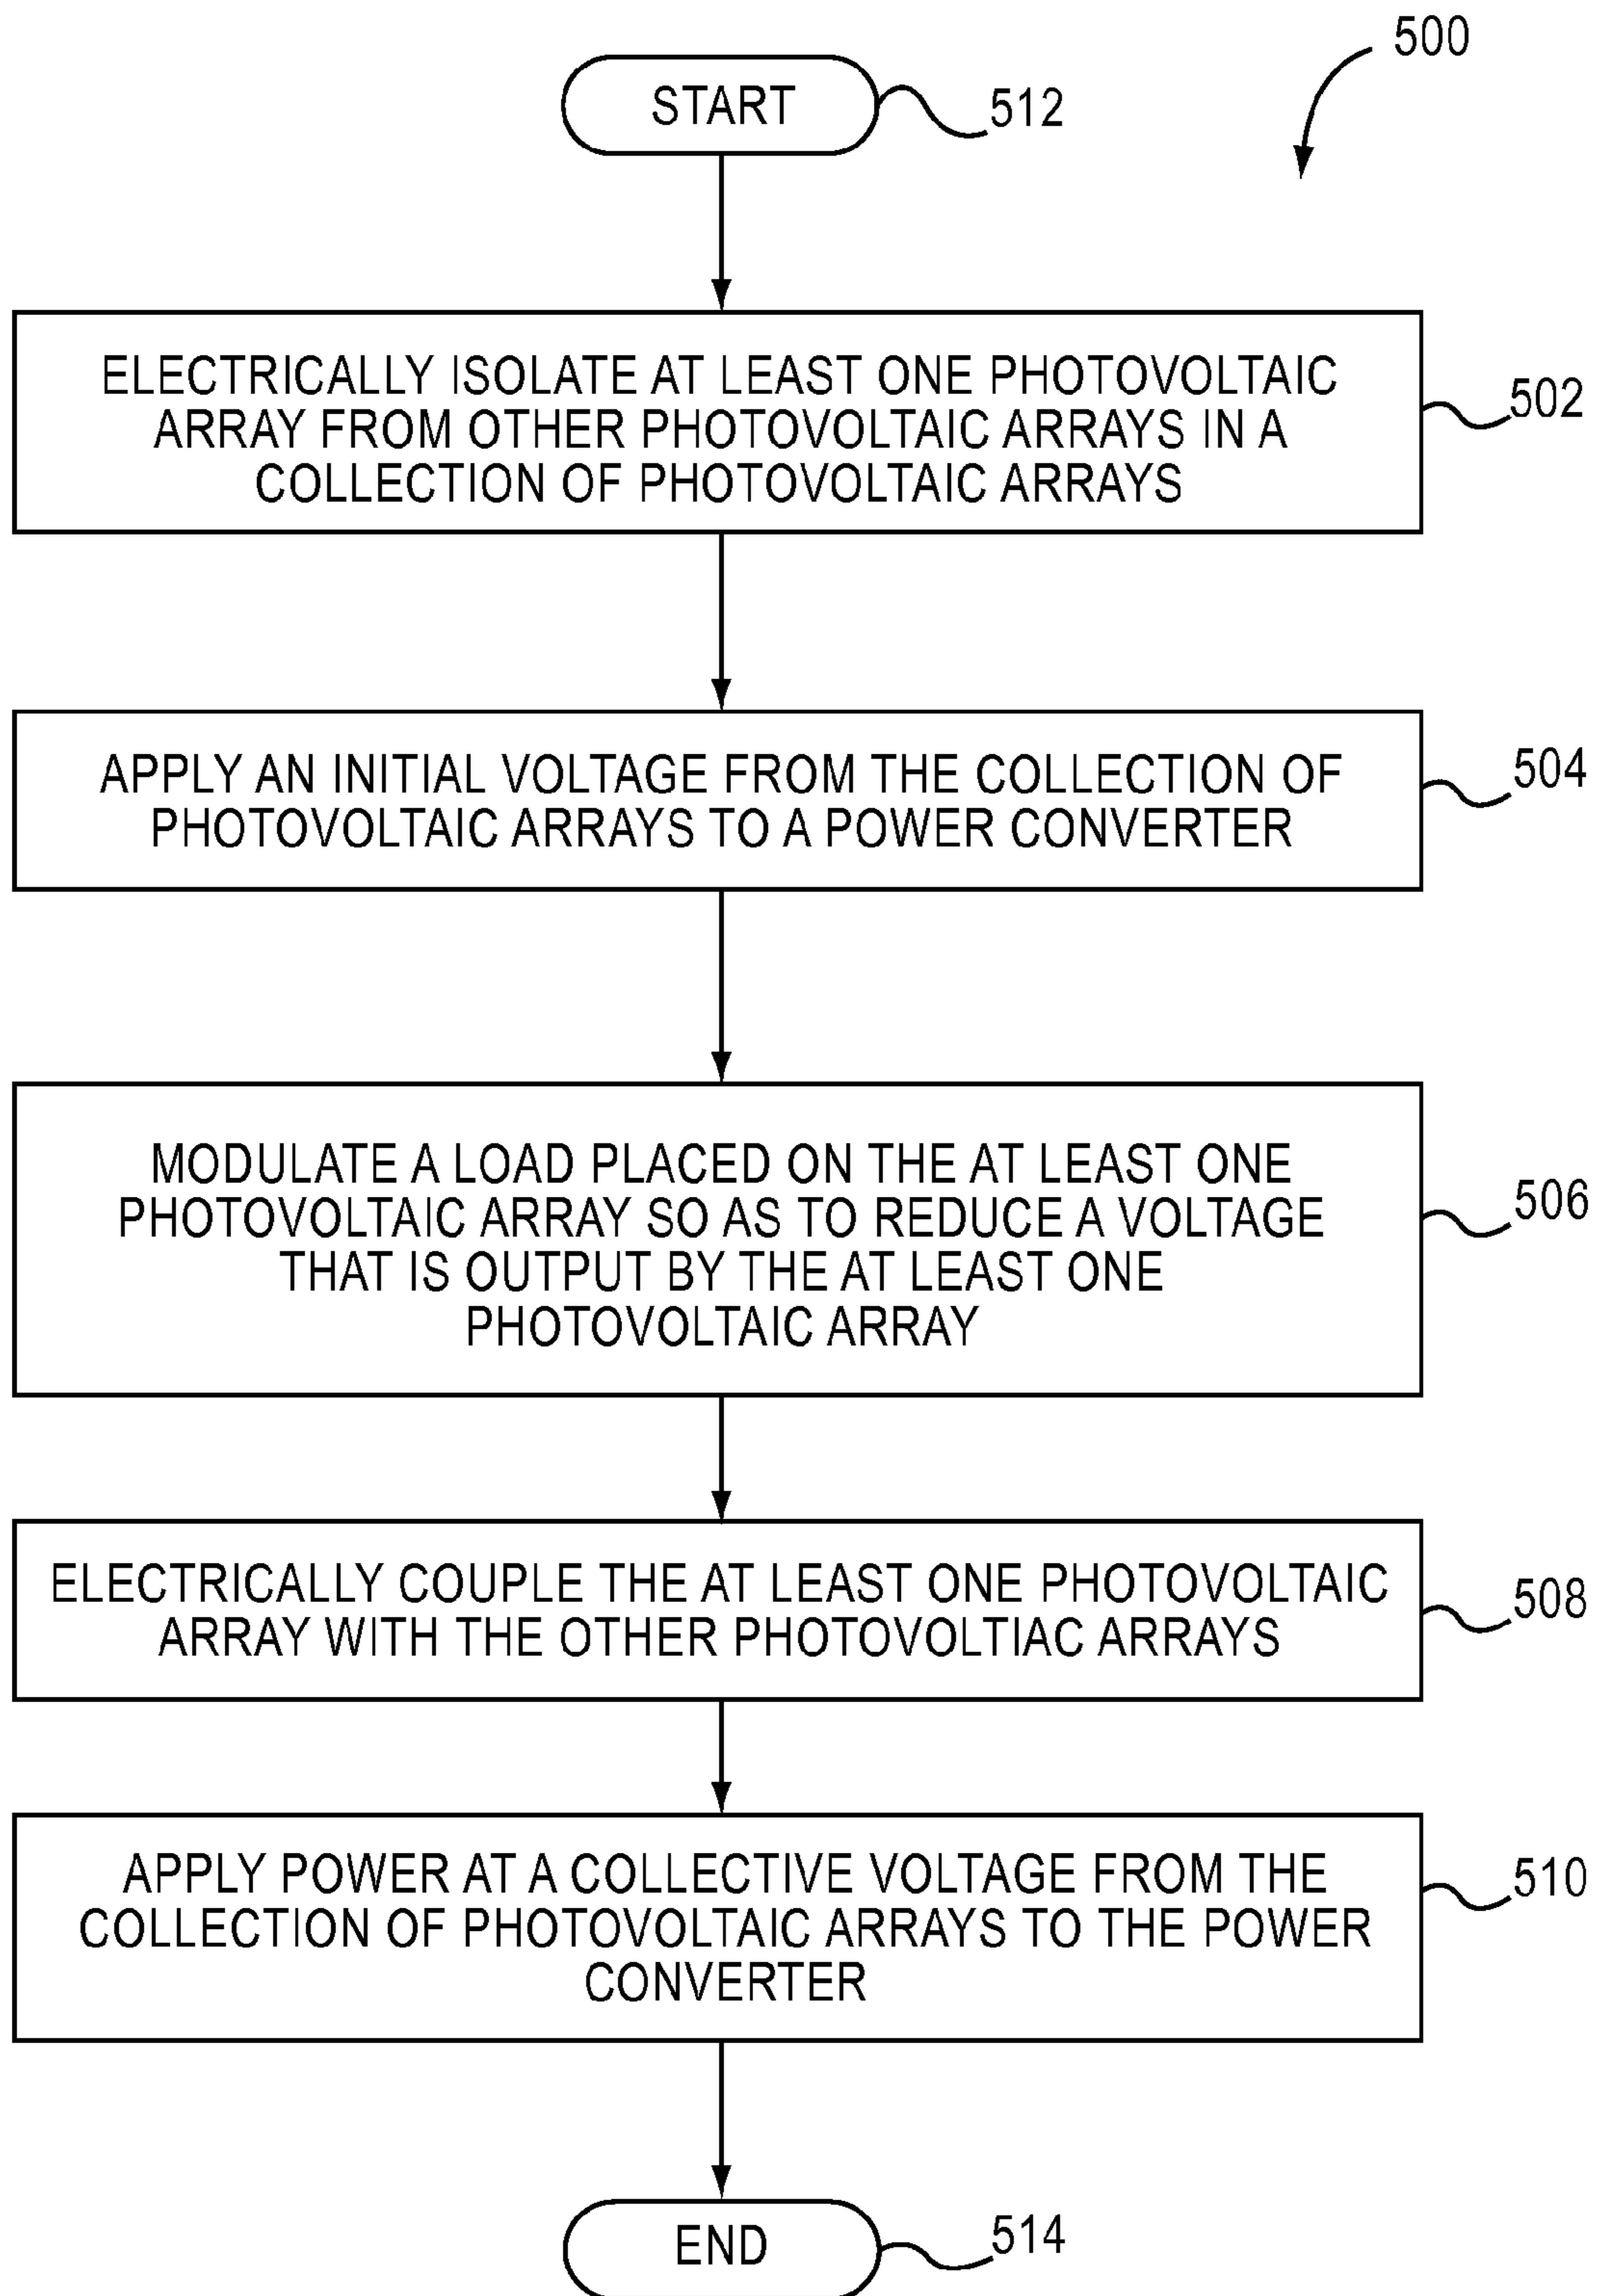 500
START
512
ELECTRICALLY ISOLATE AT LEAST ONE PHOTOVOLTAIC
ARRAY FROM OTHER PHOTOVOLTAIC ARRAYS IN A
COLLECTION OF PHOTOVOLTAIC ARRAYS
502
APPLY AN INITIAL VOLTAGE FROM THE COLLECTION OF
PHOTOVOLTAIC ARRAYS TO A POWER CONVERTER
504
MODULATE A LOAD PLACED ON THE AT LEAST ONE
PHOTOVOLTAIC ARRAY SO AS TO REDUCE A VOLTAGE
THAT IS OUTPUT BY THE AT LEAST ONE
PHOTOVOLTAIC ARRAY
506
ELECTRICALLY COUPLE THE AT LEAST ONE PHOTOVOLTAIC
ARRAY WITH THE OTHER PHOTOVOLTIAC ARRAYS
508
APPLY POWER AT A COLLECTIVE VOLTAGE FROM THE
COLLECTION OF PHOTOVOLTAIC ARRAYS TO THE POWER
CONVERTER
510
END
514